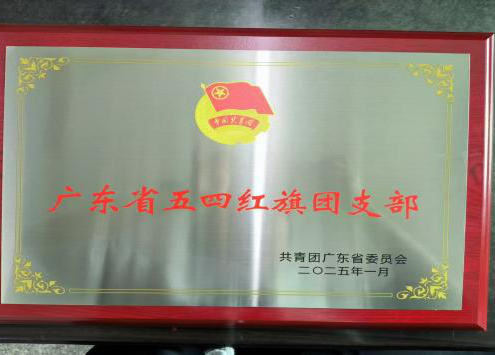 中国共青团
广东省五四红旗团支部
共青团广东省委员会
二〇二五年一月